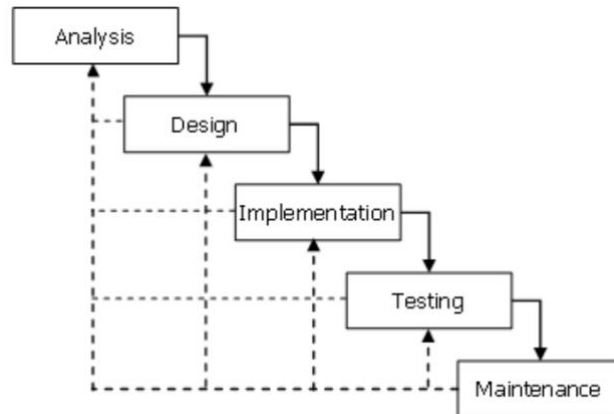 Analysis
Design
Implementation
Testing
Maintenance